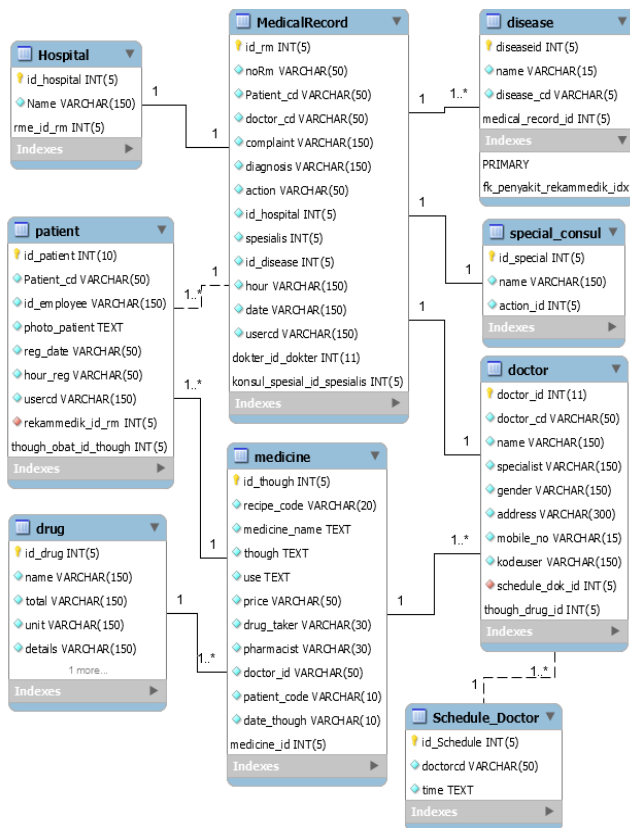 Hospital
id_hospital INT(5)
Name VARCHAR(150)
rme_id_rm INT(5)
Indexes
MedicalRecord
id_rm INT(5)
noRm VARCHAR(50)
Patient_cd VARCHAR(50)
doctor_cd VARCHAR(50)
complaint VARCHAR(150)
diagnosis VARCHAR(150)
action VARCHAR(50)
id_hospital INT(5)
spesialis INT(5)
id_disease INT(5)
hour VARCHAR(150)
date VARCHAR(150)
usercd VARCHAR(150)
dokter_id_dokter INT(11)
konsul_spesial_id_spesialis INT(5)
Indexes
disease
diseaseid INT(5)
name VARCHAR(15)
disease_cd VARCHAR(5)
medical_record_id INT(5)
Indexes
PRIMARY
fk_penyakit_rekammedik_idx
patient
id_patient INT(10)
Patient_cd VARCHAR(50)
id_employee VARCHAR(150)
photo_patient TEXT
reg_date VARCHAR(50)
hour_reg VARCHAR(50)
usercd VARCHAR(150)
rekammedik_id_rm INT(5)
though_obat_id_though INT(5)
Indexes
special_consul
id_special INT(5)
name VARCHAR(150)
action_id INT(5)
Indexes
doctor
doctor_id INT(11)
doctor_cd VARCHAR(50)
name VARCHAR(150)
specialist VARCHAR(150)
gender VARCHAR(150)
address VARCHAR(300)
mobile_no VARCHAR(15)
kodeuser VARCHAR(150)
schedule_dok_id INT(5)
though_drug_id INT(5)
Indexes
medicine
id_though INT(5)
recipe_code VARCHAR(20)
medicine_name TEXT
though TEXT
use TEXT
price VARCHAR(50)
drug_taker VARCHAR(30)
pharmacist VARCHAR(30)
doctor_id VARCHAR(50)
patient_code VARCHAR(10)
date_though VARCHAR(10)
medicine_id INT(5)
Indexes
drug
id_drug INT(5)
name VARCHAR(150)
total VARCHAR(150)
unit VARCHAR(150)
details VARCHAR(150)
1 more...
Indexes
Schedule_Doctor
id_Schedule INT(5)
doctorcd VARCHAR(50)
time TEXT
Indexes
1
1
1
1..*
1
1
1
1
1
1..*
1..*
1
1
1..*
1
1..*
1
1..*